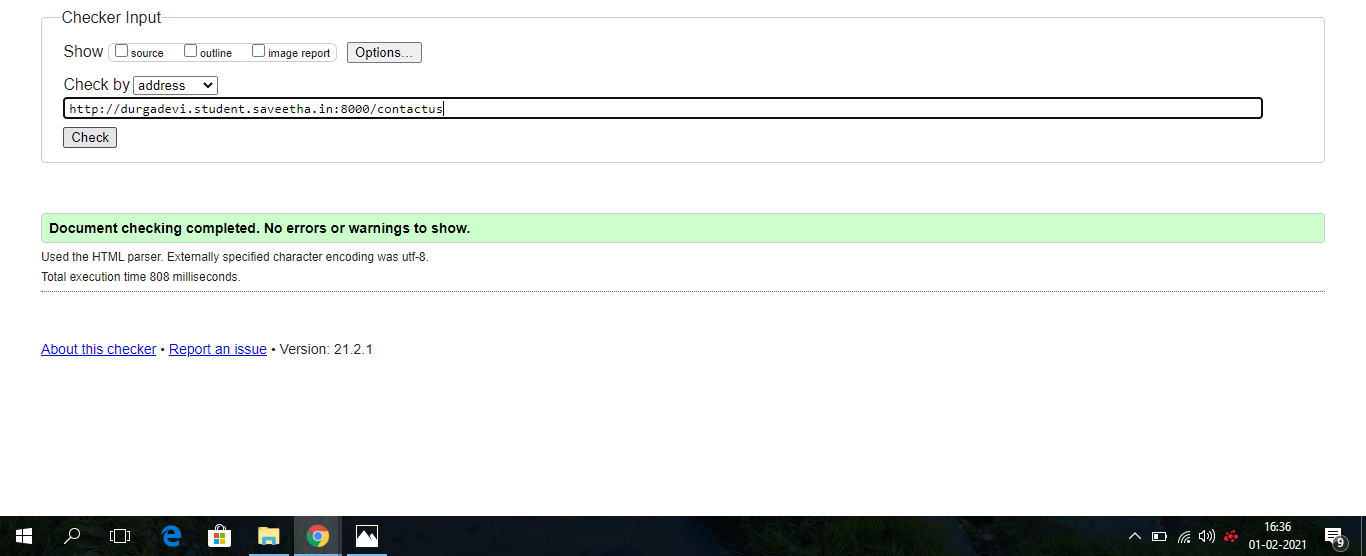 Checker Input
Show source outline image report Options...
Check by address
http://durgadevi.student.saveetha.in:8000/contactus
Check
Document checking completed. No errors or warnings to show.
Used the HTML parser. Externally specified character encoding was utf-8.
Total execution time 808 milliseconds.
About this checker • Report an issue • Version: 21.2.1
16:36
01-02-2021
9